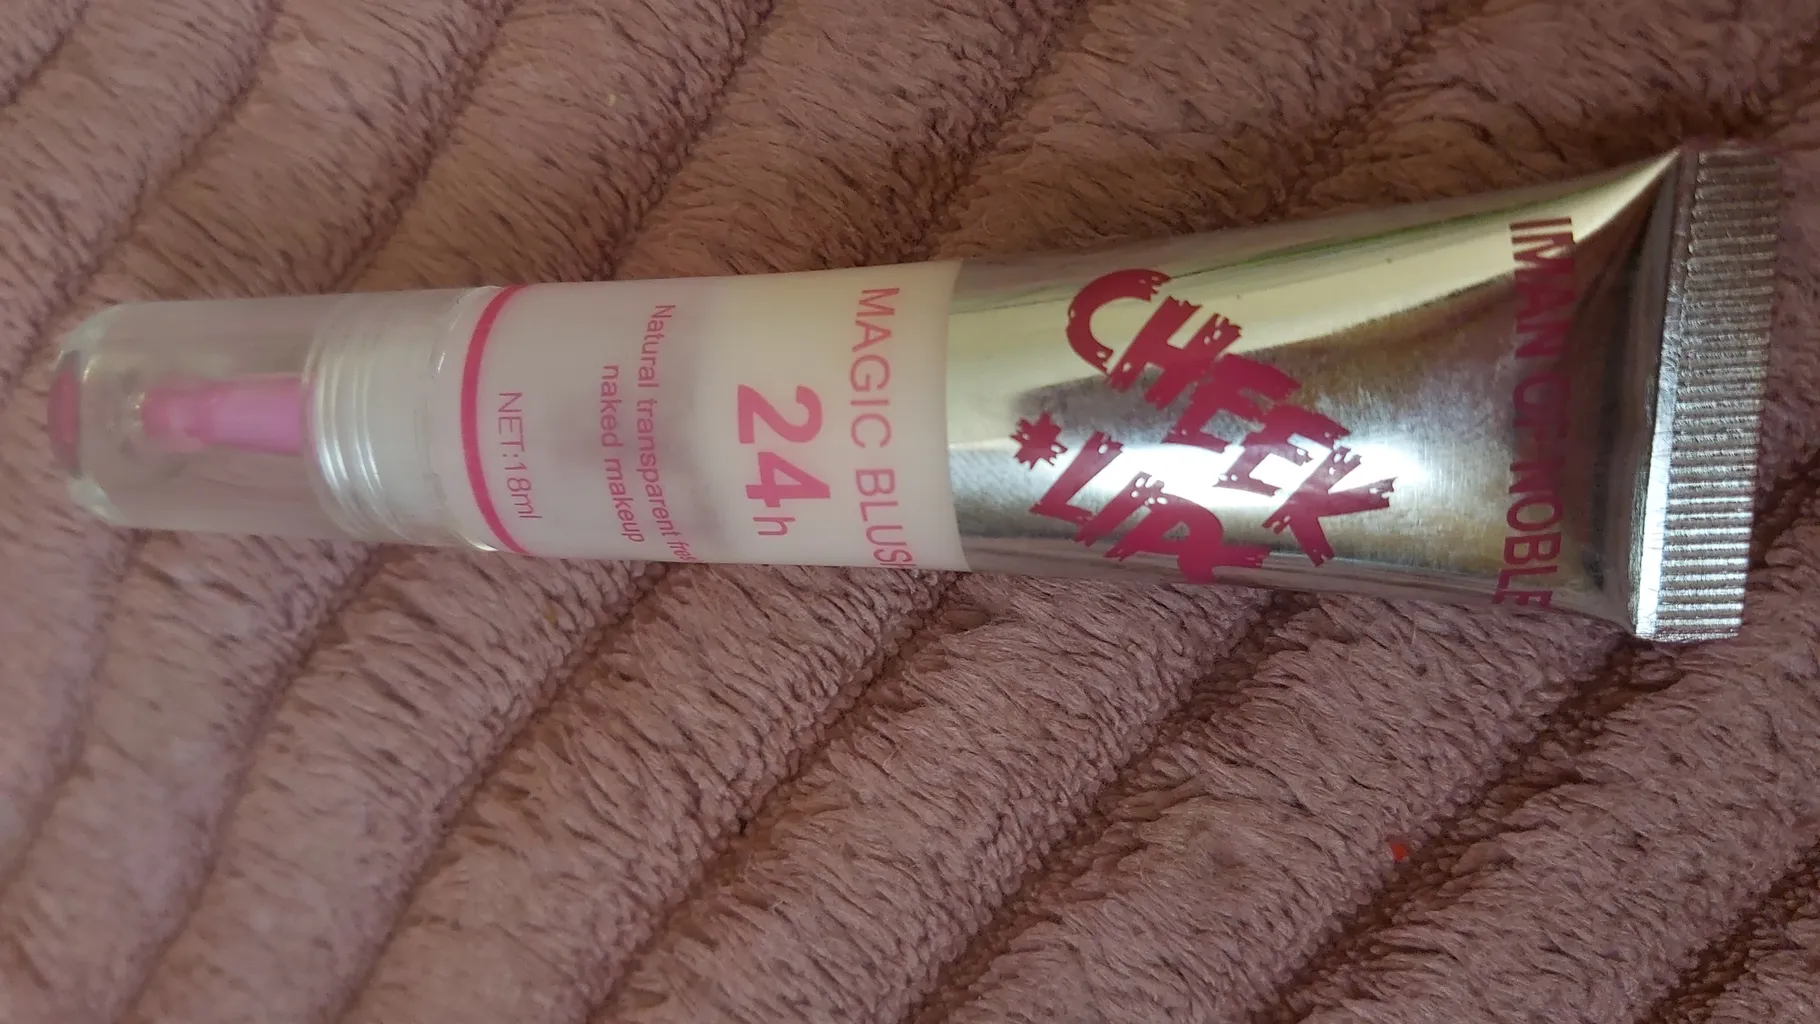 IMAN OF NOBLE
CHEEK
*LIP
MAGIC BLUSH
24h
Natural transparent
naked makeup
NET:18ml